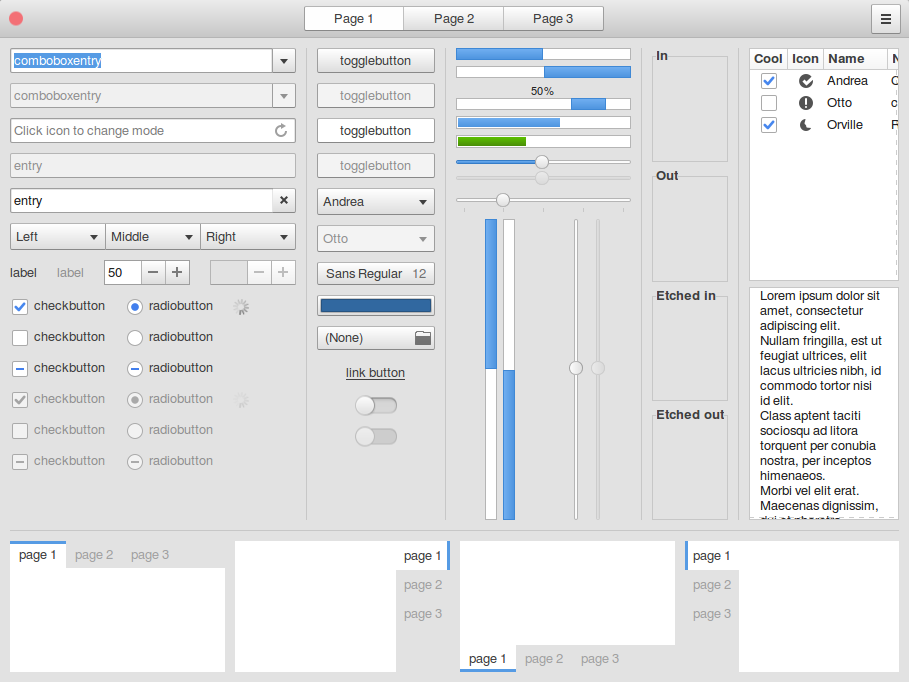 Page 1 Page 2 Page 3
comboboxentry
comboboxentry
Click icon to change mode
entry
entry
Left Middle Right
label label 50
checkbutton radiobutton
checkbutton radiobutton
checkbutton radiobutton
checkbutton radiobutton
checkbutton radiobutton
checkbutton radiobutton
togglebutton
togglebutton
togglebutton
togglebutton
Andrea
Otto
Sans Regular 12
(None)
link button
50%
In
Out
Etched in
Etched out
Cool Icon Name
Andrea
Otto
Orville
Lorem ipsum dolor sit
amet, consectetur
adipiscing elit.
Nullam fringilla, est ut
feugiat ultrices, elit
lacus ultricies nibh, id
commodo tortor nisi
id elit.
Class aptent taciti
sociosqu ad litora
torquent per conubia
nostra, per inceptos
himenaeos.
Morbi vel elit erat.
Maecenas dignissim,
page 1 page 2 page 3
page 1
page 2
page 3
page 1 page 2 page 3
page 1
page 2
page 3